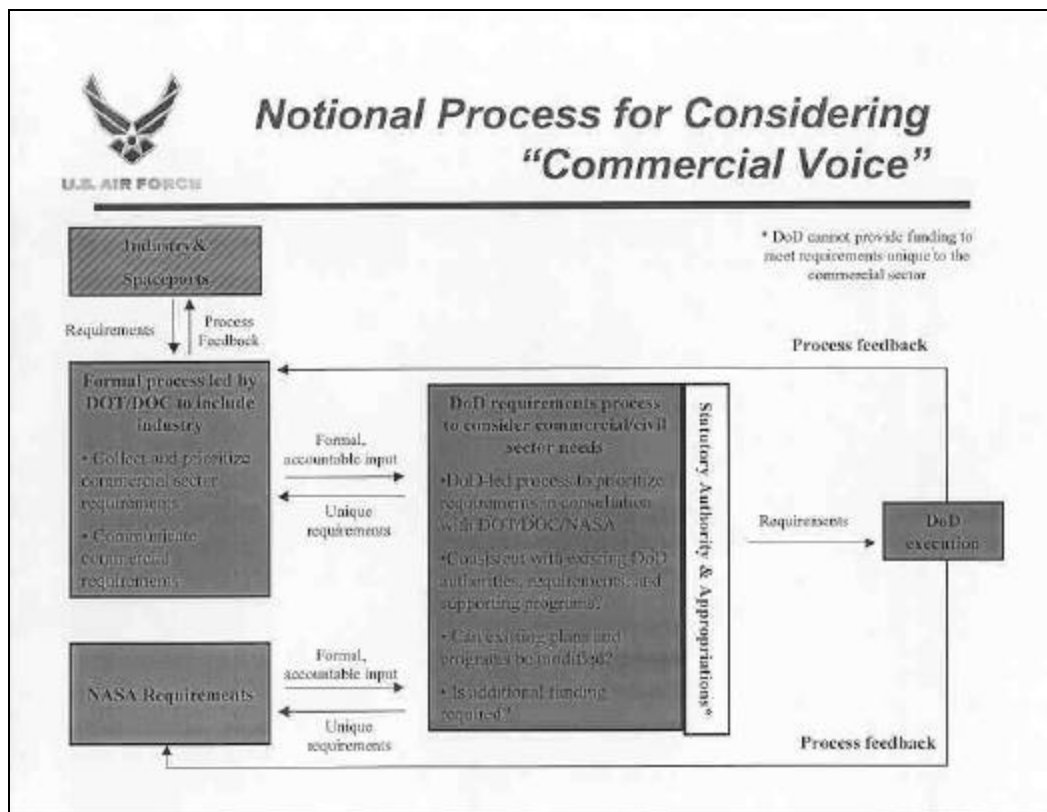 Notional Process for Considering
“Commercial Voice”
U.S. AIR FORCE
Industry &
Spaceports
* DoD cannot provide funding to
meet requirements unique to the
commercial sector
Requirements
Process
Feedback
Process feedback
Formal process led by
DOT/DOC to include
industry
• Collect and prioritize
commercial sector
requirements
• Communicate
commercial
requirements
Formal,
accountable input
Unique
requirements
DoD requirements process
to consider commercial/civil
sector needs
•DoD-led process to prioritize
requirements in consultation
with DOT/DOC/NASA
•Consistent with existing DoD
authorities, requirements, and
supporting programs?
• Can existing plans and
programs be modified?
• Is additional funding
required?
Statutory Authority & Appropriations*
Requirements
DoD
execution
NASA Requirements
Formal,
accountable input
Unique
requirements
Process feedback